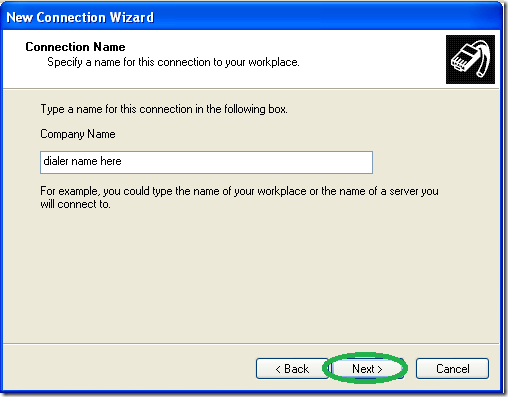 New Connection Wizard
Connection Name
Specify a name for this connection to your workplace.
Type a name for this connection in the following box.
Company Name
dialer name here
For example, you could type the name of your workplace or the name of a server you
will connect to.
< Back Next > Cancel